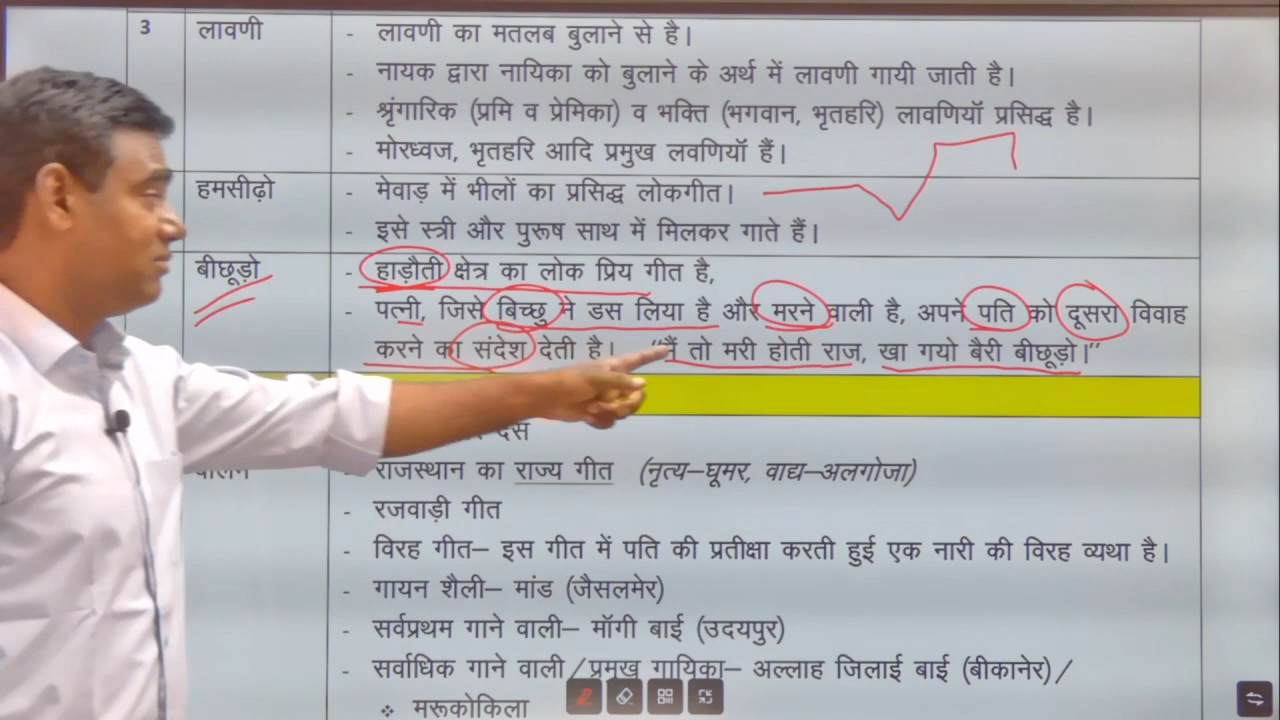 3 लावणी - लावणी का मतलब बुलाने से है।
- नायक द्वारा नायिका को बुलाने के अर्थ में लावणी गायी जाती है।
- श्रृंगारिक (प्रमि व प्रेमिका) व भक्ति (भगवान, भृतहरि) लावणियॉ प्रसिद्ध है।
- मोरध्वज, भृतहरि आदि प्रमुख लवणियॉ हैं।
हमसीढ़ो - मेवाड़ में भीलों का प्रसिद्ध लोकगीत।
- इसे स्त्री और पुरूष साथ में मिलकर गाते हैं।
बीछूड़ो - हाड़ौती क्षेत्र का लोक प्रिय गीत है,
- पत्नी, जिसे बिच्छु ने डस लिया है और मरने वाली है, अपने पति को दूसरा विवाह
करने का संदेश देती है। "मैं तो मरी होती राज, खा गयो बैरी बीछूड़ो।"
- राजस्थान का राज्य गीत (नृत्य–घूमर, वाद्य–अलगोजा)
- रजवाड़ी गीत
- विरह गीत– इस गीत में पति की प्रतीक्षा करती हुई एक नारी की विरह व्यथा है।
- गायन शैली– मांड (जैसलमेर)
- सर्वप्रथम गाने वाली– मॉगी बाई (उदयपुर)
- सर्वाधिक गाने वाली/प्रमुख गायिका– अल्लाह जिलाई बाई (बीकानेर)/
❖ मरूकोकिला